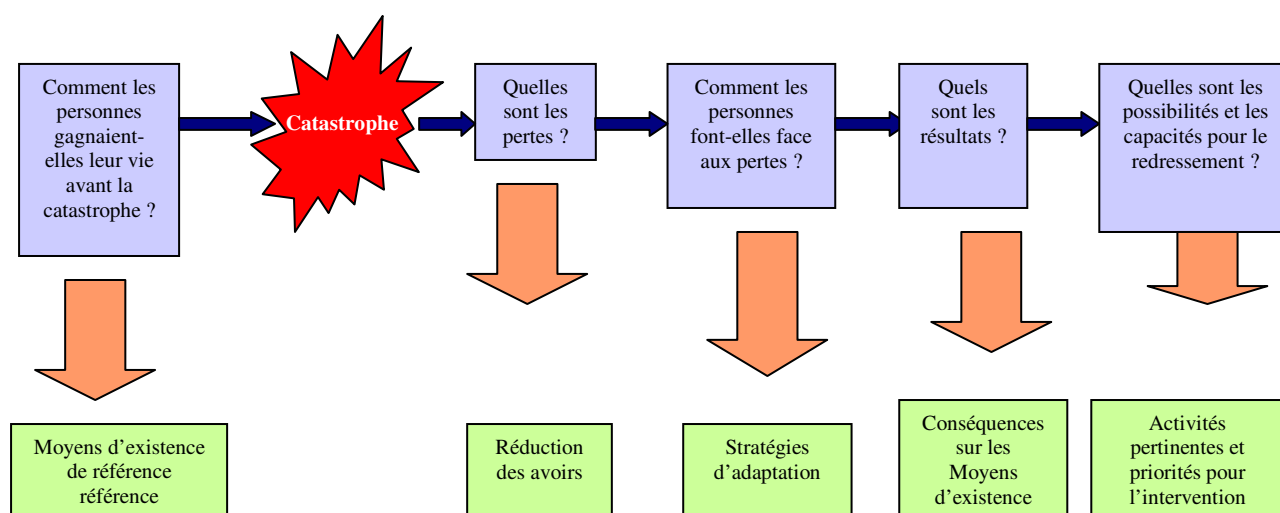 Comment les
personnes
gagnaient-
elles leur vie
avant la
catastrophe ?
Catastrophe
Quelles
sont les
pertes ?
Comment les
personnes
font-elles face
aux pertes ?
Quels
sont les
résultats ?
Quelles sont les
possibilités et les
capacités pour le
redressement ?
Moyens d’existence
de référence
référence
Réduction
des avoirs
Stratégies
d’adaptation
Conséquences
sur les
Moyens
d’existence
Activités
pertinentes et
priorités pour
l’intervention